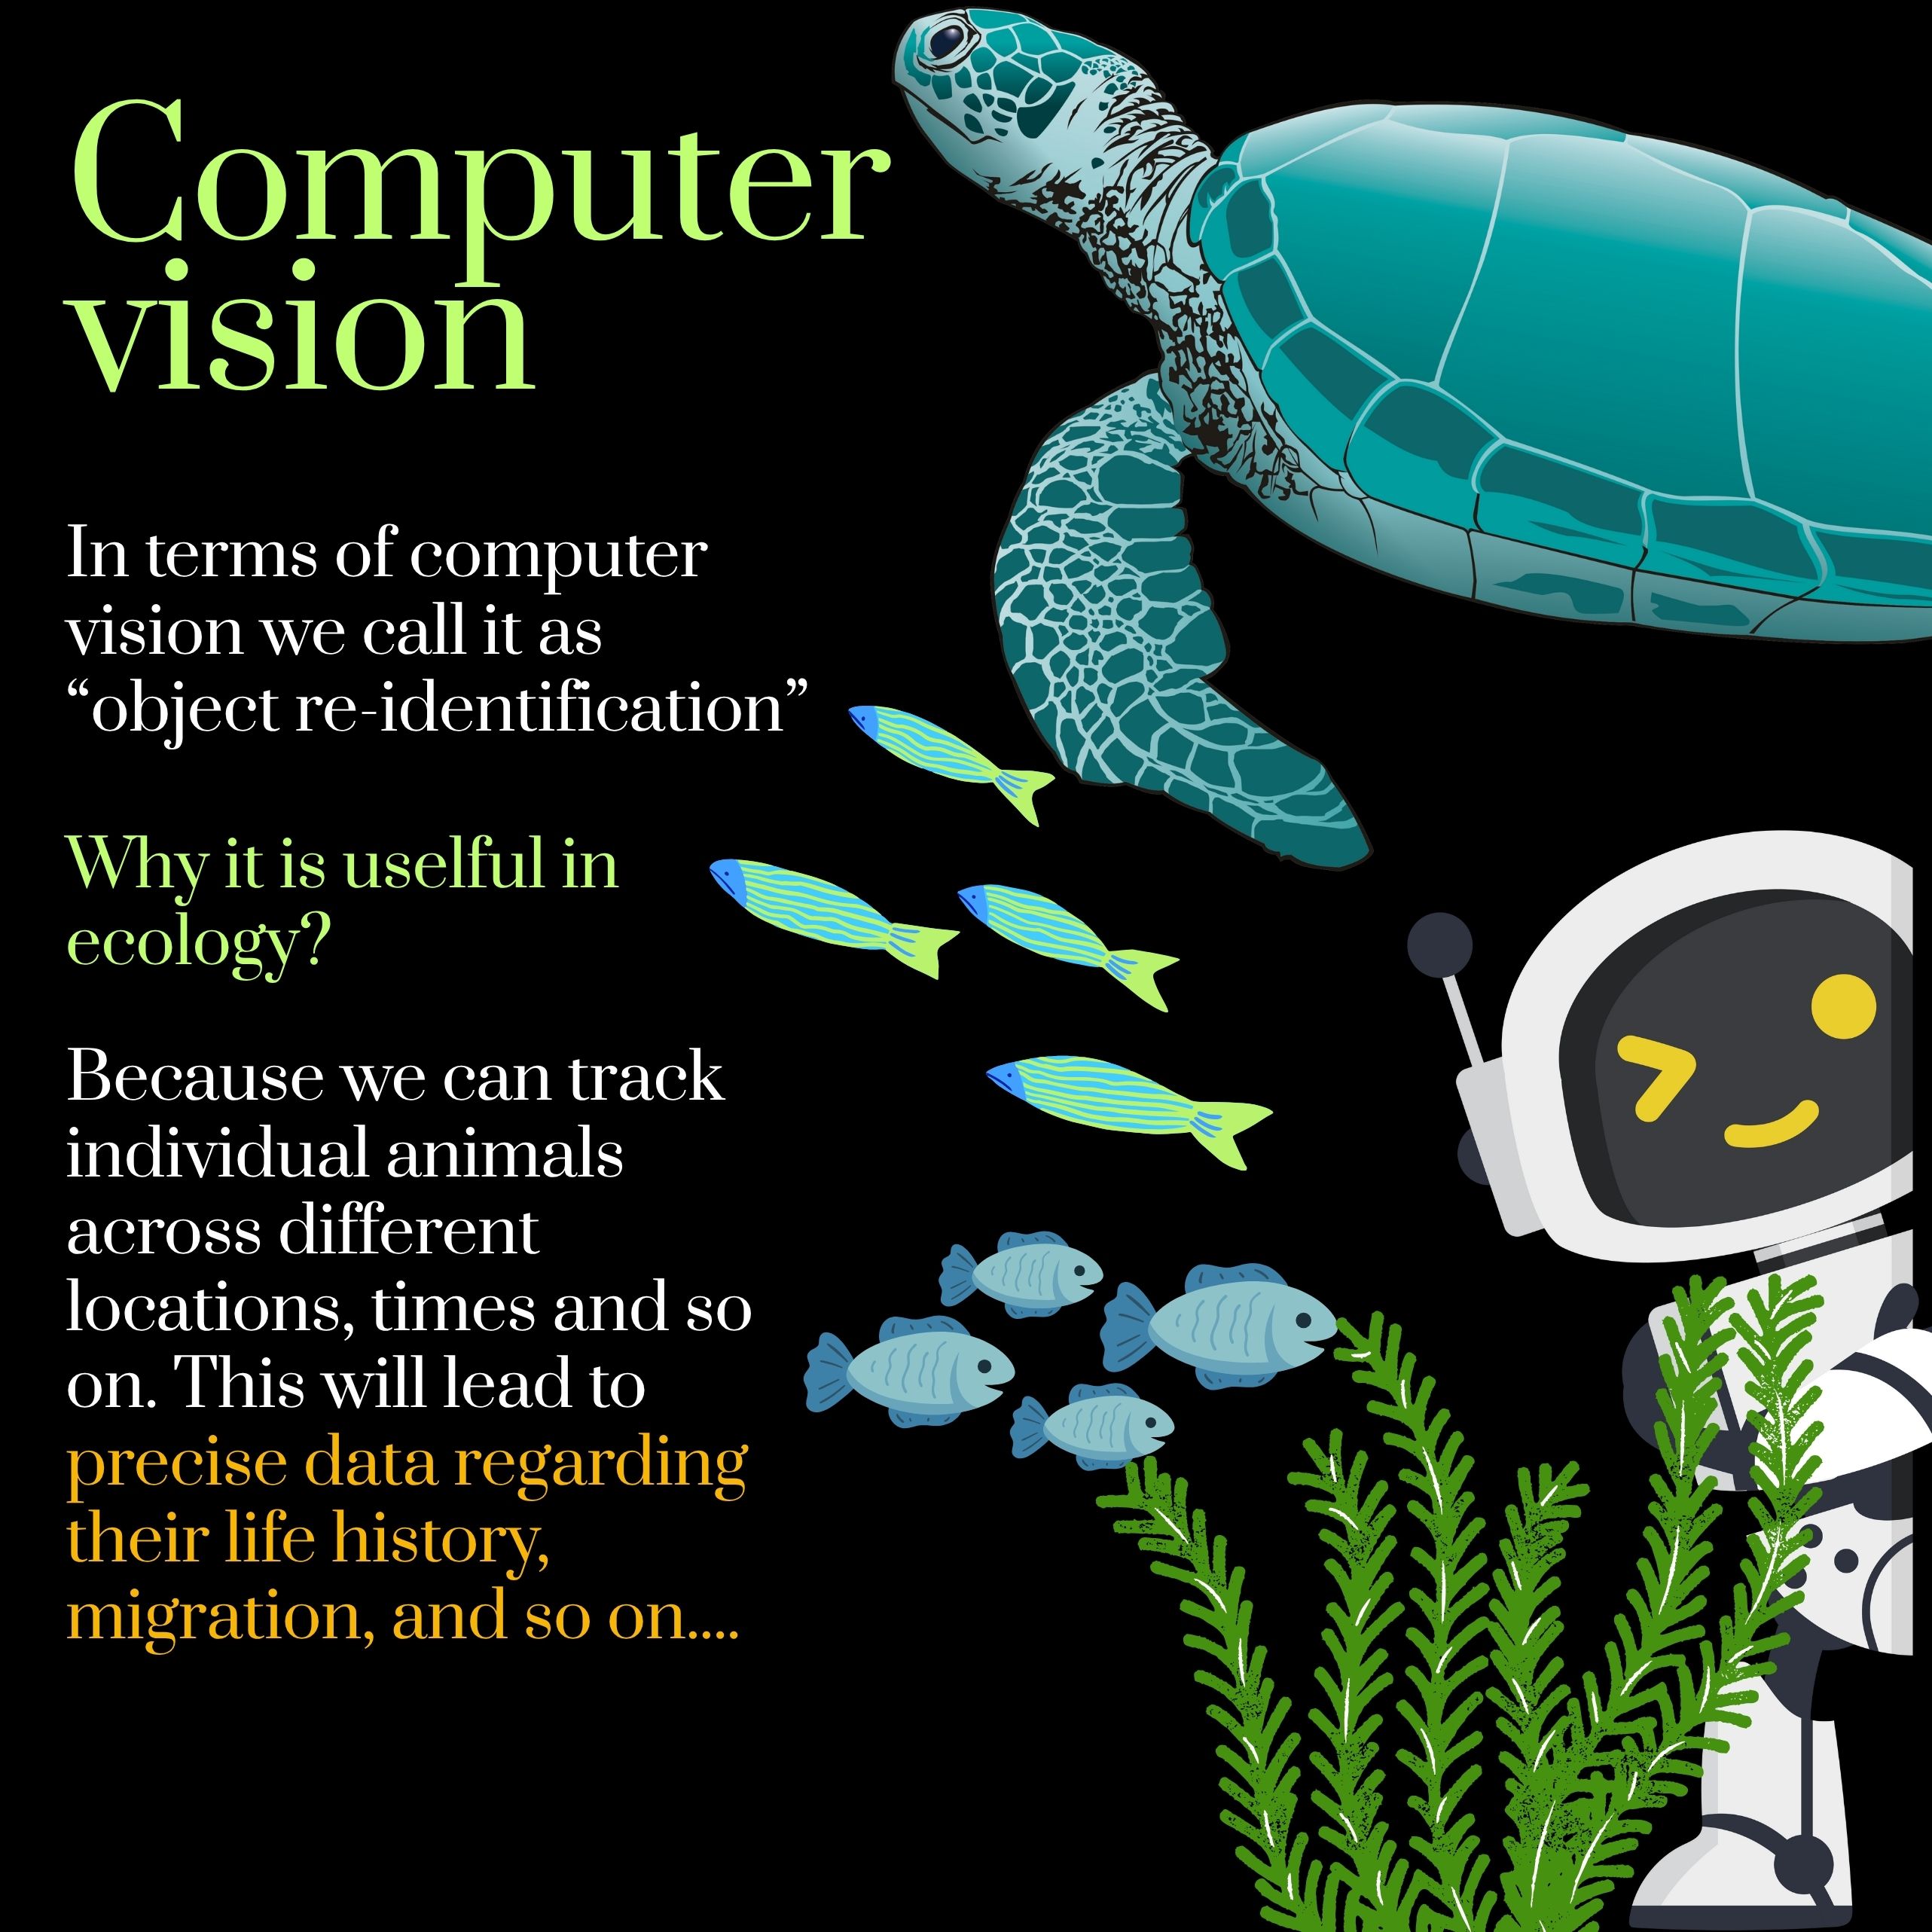 Computer
vision
In terms of computer
vision we call it as
“object re-identification”
Why it is uselful in
ecology?
Because we can track
individual animals
across different
locations, times and so
on. This will lead to
precise data regarding
their life history,
migration, and so on....